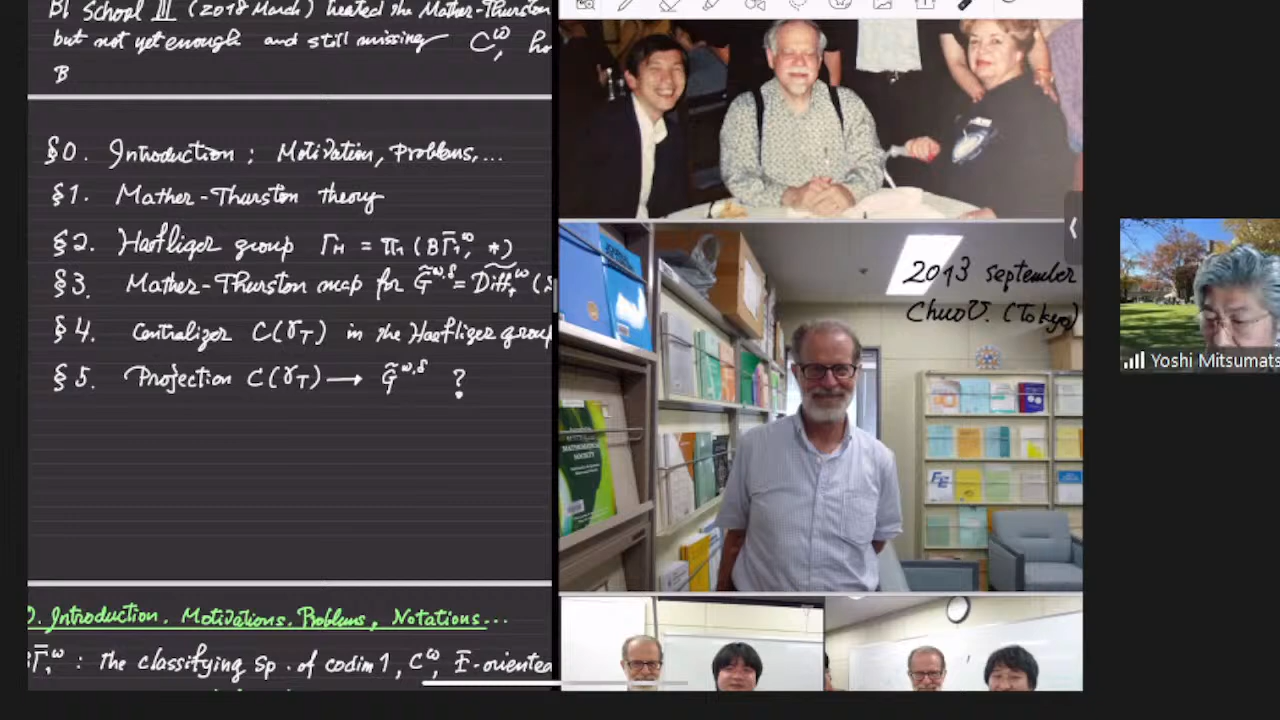 School III (2018 March) treated the Mather-Thurston
but not yet enough and still missing C^ω,
B
§0. Introduction; Motivation, Problems,...
§1. Mather-Thurston theory
§2. Haefliger group Γ_H = π_1(BΓ̄_1^ω, *)
§3. Mather-Thurston map for G̃^{ω,δ} = Diff_+^ω(
§4. Centralizer C(γ_T) in the Haefliger group
§5. Projection C(γ_T) → G̃^{ω,δ} ?
0. Introduction. Motivations. Problems, Notations...
BΓ̄_1^ω : the classifying sp. of codim 1, C^ω, I-oriented
2013 september
Chuo U. (Tokyo)
MATHEMATICAL
SOCIETY
Yoshi Mitsumats